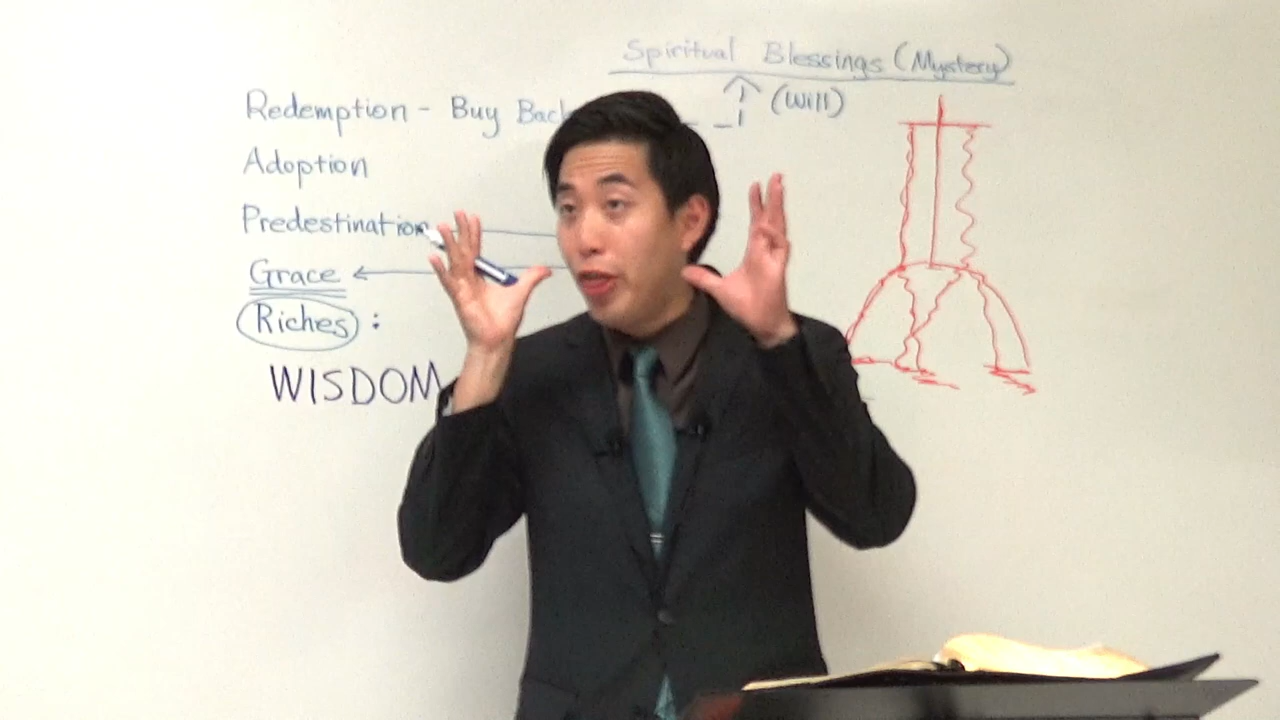 Spiritual Blessings (Mystery)
(Will)
Redemption - Buy Back
Adoption
Predestination
Grace
Riches :
WISDOM